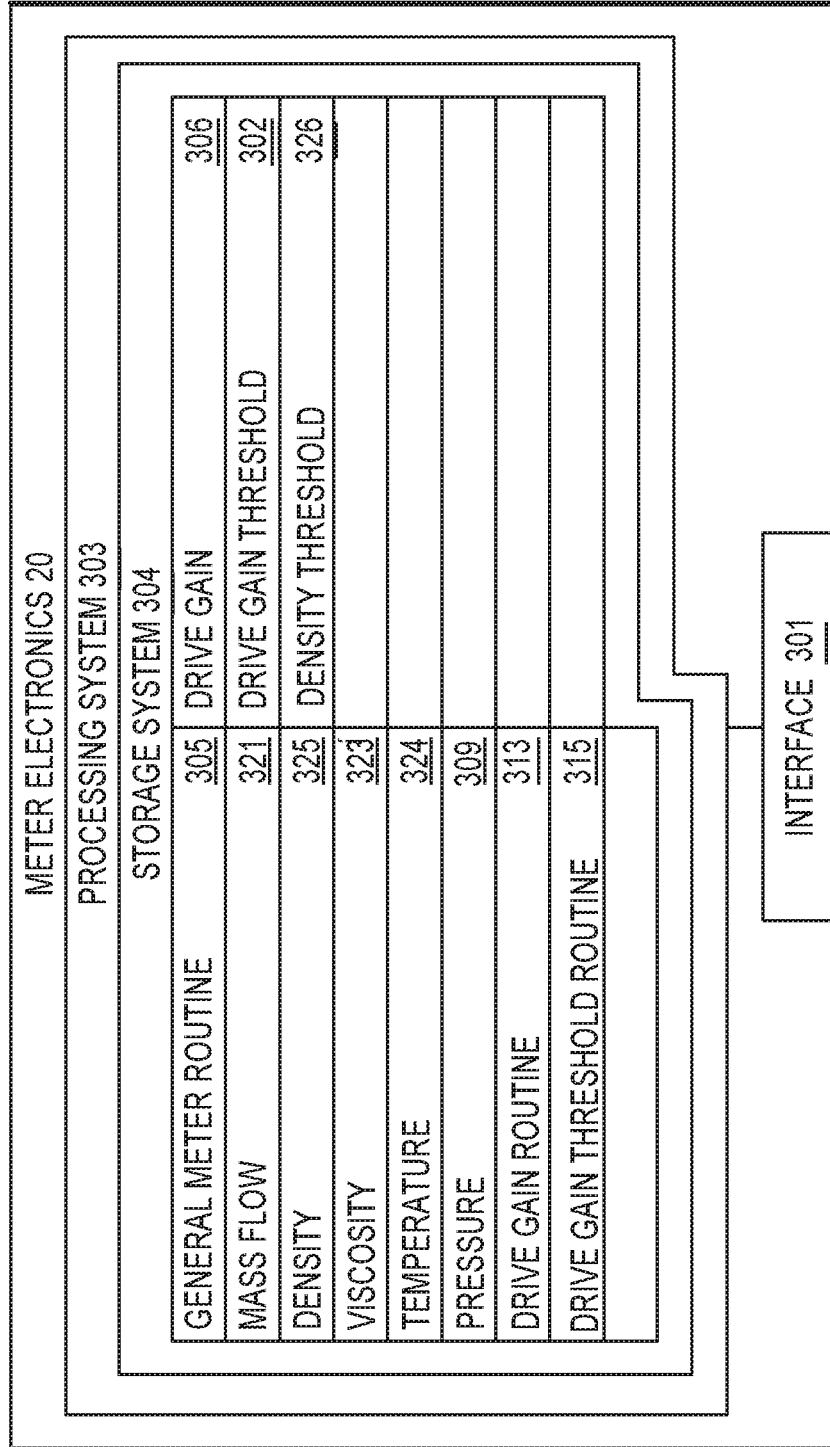 METER ELECTRONICS 20
PROCESSING SYSTEM 303
STORAGE SYSTEM 304
GENERAL METER ROUTINE 305 DRIVE GAIN 306
MASS FLOW 321 DRIVE GAIN THRESHOLD 302
DENSITY 325 DENSITY THRESHOLD 326
VISCOSITY 323
TEMPERATURE 324
PRESSURE 309
DRIVE GAIN ROUTINE 313
DRIVE GAIN THRESHOLD ROUTINE 315
INTERFACE 301